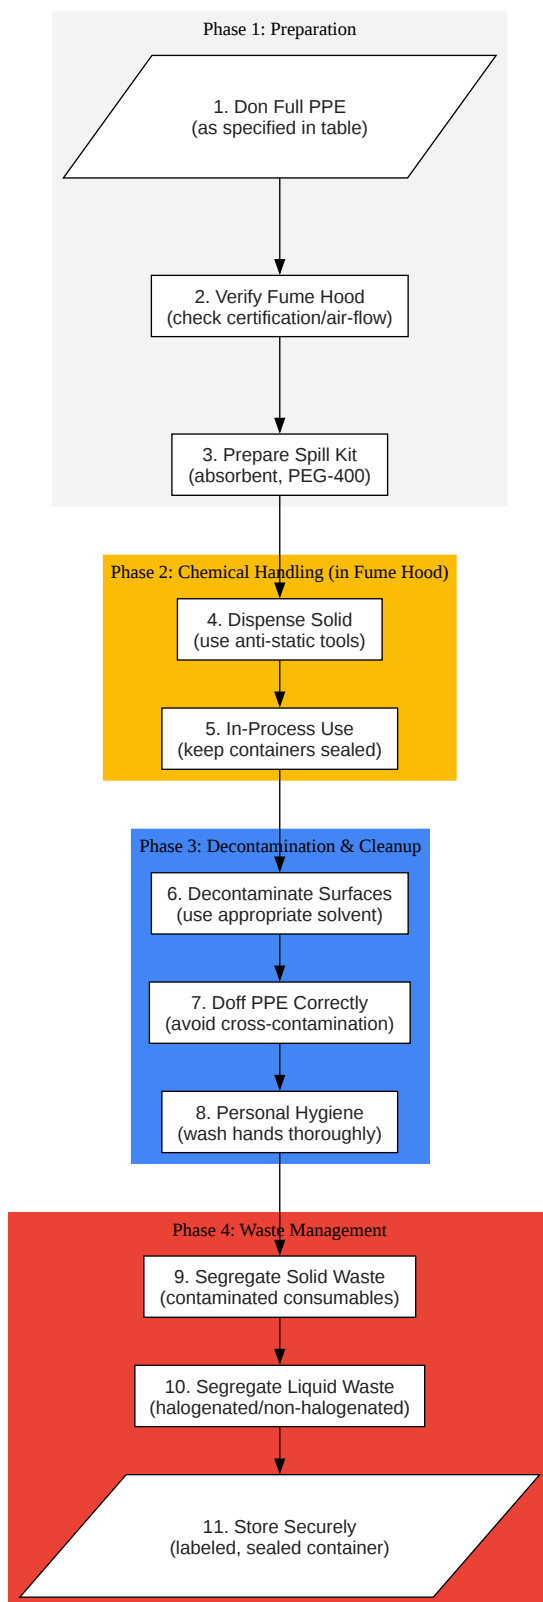 Phase 1: Preparation
1. Don Full PPE
(as specified in table)
2. Verify Fume Hood
(check certification/air-flow)
3. Prepare Spill Kit
(absorbent, PEG-400)
Phase 2: Chemical Handling (in Fume Hood)
4. Dispense Solid
(use anti-static tools)
5. In-Process Use
(keep containers sealed)
Phase 3: Decontamination & Cleanup
6. Decontaminate Surfaces
(use appropriate solvent)
7. Doff PPE Correctly
(avoid cross-contamination)
8. Personal Hygiene
(wash hands thoroughly)
Phase 4: Waste Management
9. Segregate Solid Waste
(contaminated consumables)
10. Segregate Liquid Waste
(halogenated/non-halogenated)
11. Store Securely
(labeled, sealed container)